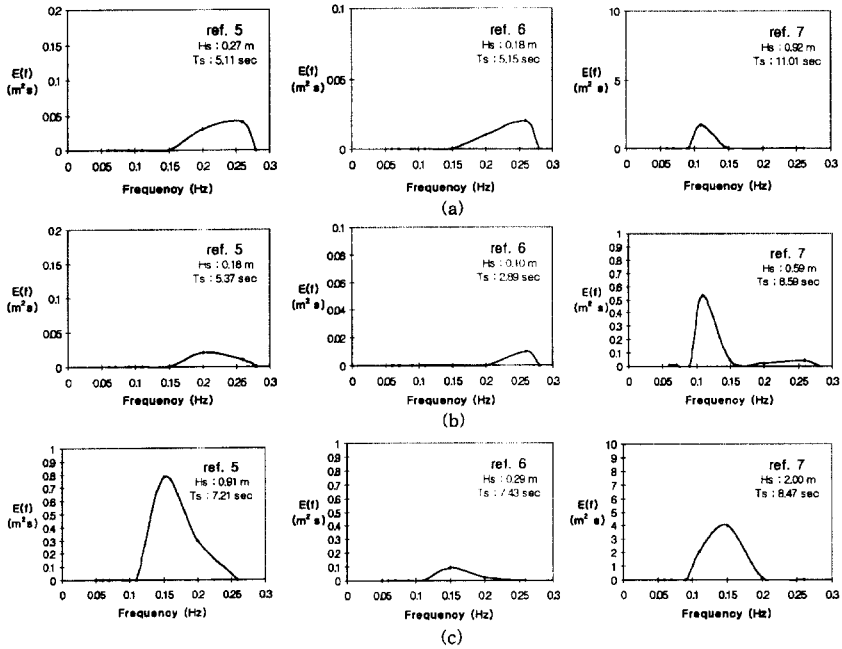 ref. 5
Hs : 0.27 m
Ts : 5.11 sec
E(f)
(m² s)
0.2
0.15
0.1
0.05
0
0 0.05 0.1 0.15 0.2 0.25 0.3
Frequency (Hz)
ref. 6
Hs : 0.18 m
Ts : 5.15 sec
E(f)
(m² s)
0.1
0.05
0
0 0.05 0.1 0.15 0.2 0.25 0.3
Frequency (Hz)
ref. 7
Hs : 0.92 m
Ts : 11.01 sec
E(f)
(m² s)
10
5
0
0 0.05 0.1 0.15 0.2 0.25 0.3
Frequency (Hz)
(a)
ref. 5
Hs : 0.18 m
Ts : 5.37 sec
E(f)
(m² s)
0.2
0.15
0.1
0.05
0
0 0.05 0.1 0.15 0.2 0.25 0.3
Frequency (Hz)
ref. 6
Hs : 0.10 m
Ts : 2.89 sec
E(f)
(m² s)
0.1
0.08
0.06
0.04
0.02
0
0 0.05 0.1 0.15 0.2 0.25 0.3
Frequency (Hz)
ref. 7
Hs : 0.59 m
Ts : 8.59 sec
E(f)
(m² s)
1
0.9
0.8
0.7
0.6
0.5
0.4
0.3
0.2
0.1
0
0 0.05 0.1 0.15 0.2 0.25 0.3
Frequency (Hz)
(b)
ref. 5
Hs : 0.91 m
Ts : 7.21 sec
E(f)
(m² s)
1
0.9
0.8
0.7
0.6
0.5
0.4
0.3
0.2
0.1
0
0 0.05 0.1 0.15 0.2 0.25 0.3
Frequency (Hz)
ref. 6
Hs : 0.29 m
Ts : 7.43 sec
E(f)
(m² s)
1
0.9
0.8
0.7
0.6
0.5
0.4
0.3
0.2
0.1
0
0 0.05 0.1 0.15 0.2 0.25 0.3
Frequency (Hz)
ref. 7
Hs : 2.00 m
Ts : 8.47 sec
E(f)
(m² s)
10
9
8
7
6
5
4
3
2
1
0
0 0.05 0.1 0.15 0.2 0.25 0.3
Frequency (Hz)
(c)